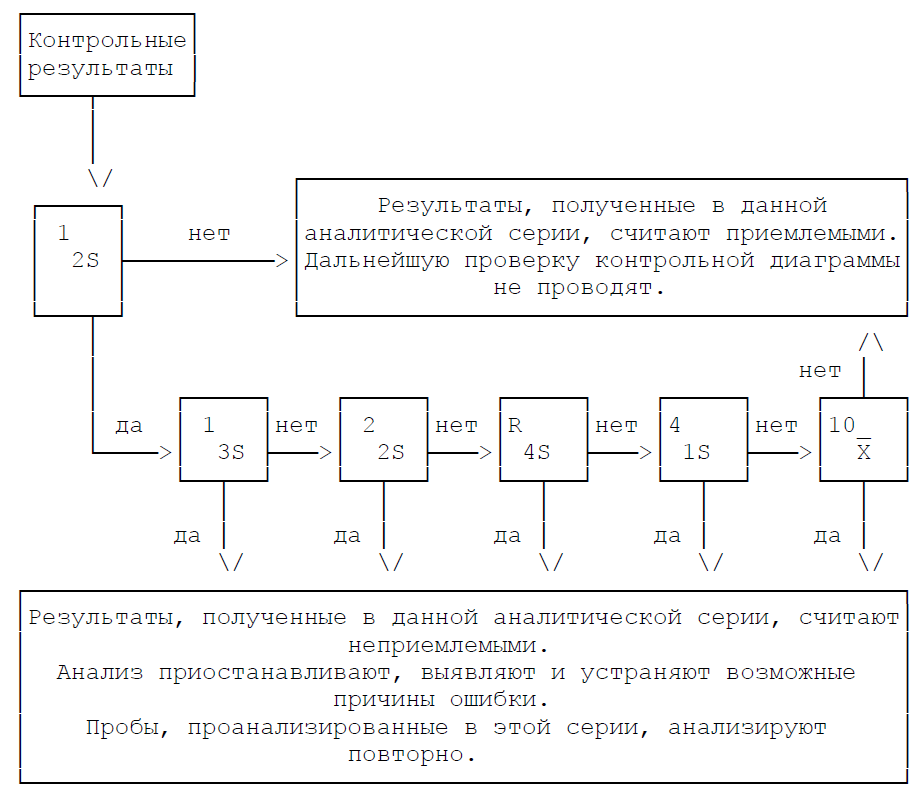 Контрольные
результаты
\/
Результаты, полученные в данной
1 нет аналитической серии, считают приемлемыми.
2S > Дальнейшую проверку контрольной диаграммы
не проводят.
/\
нет
да 1 нет 2 нет R нет 4 нет 10_
> 3S > 2S > 4S > 1S > X
да да да да да
\/ \/ \/ \/ \/
Результаты, полученные в данной аналитической серии, считают
неприемлемыми.
Анализ приостанавливают, выявляют и устраняют возможные
причины ошибки.
Пробы, проанализированные в этой серии, анализируют
повторно.